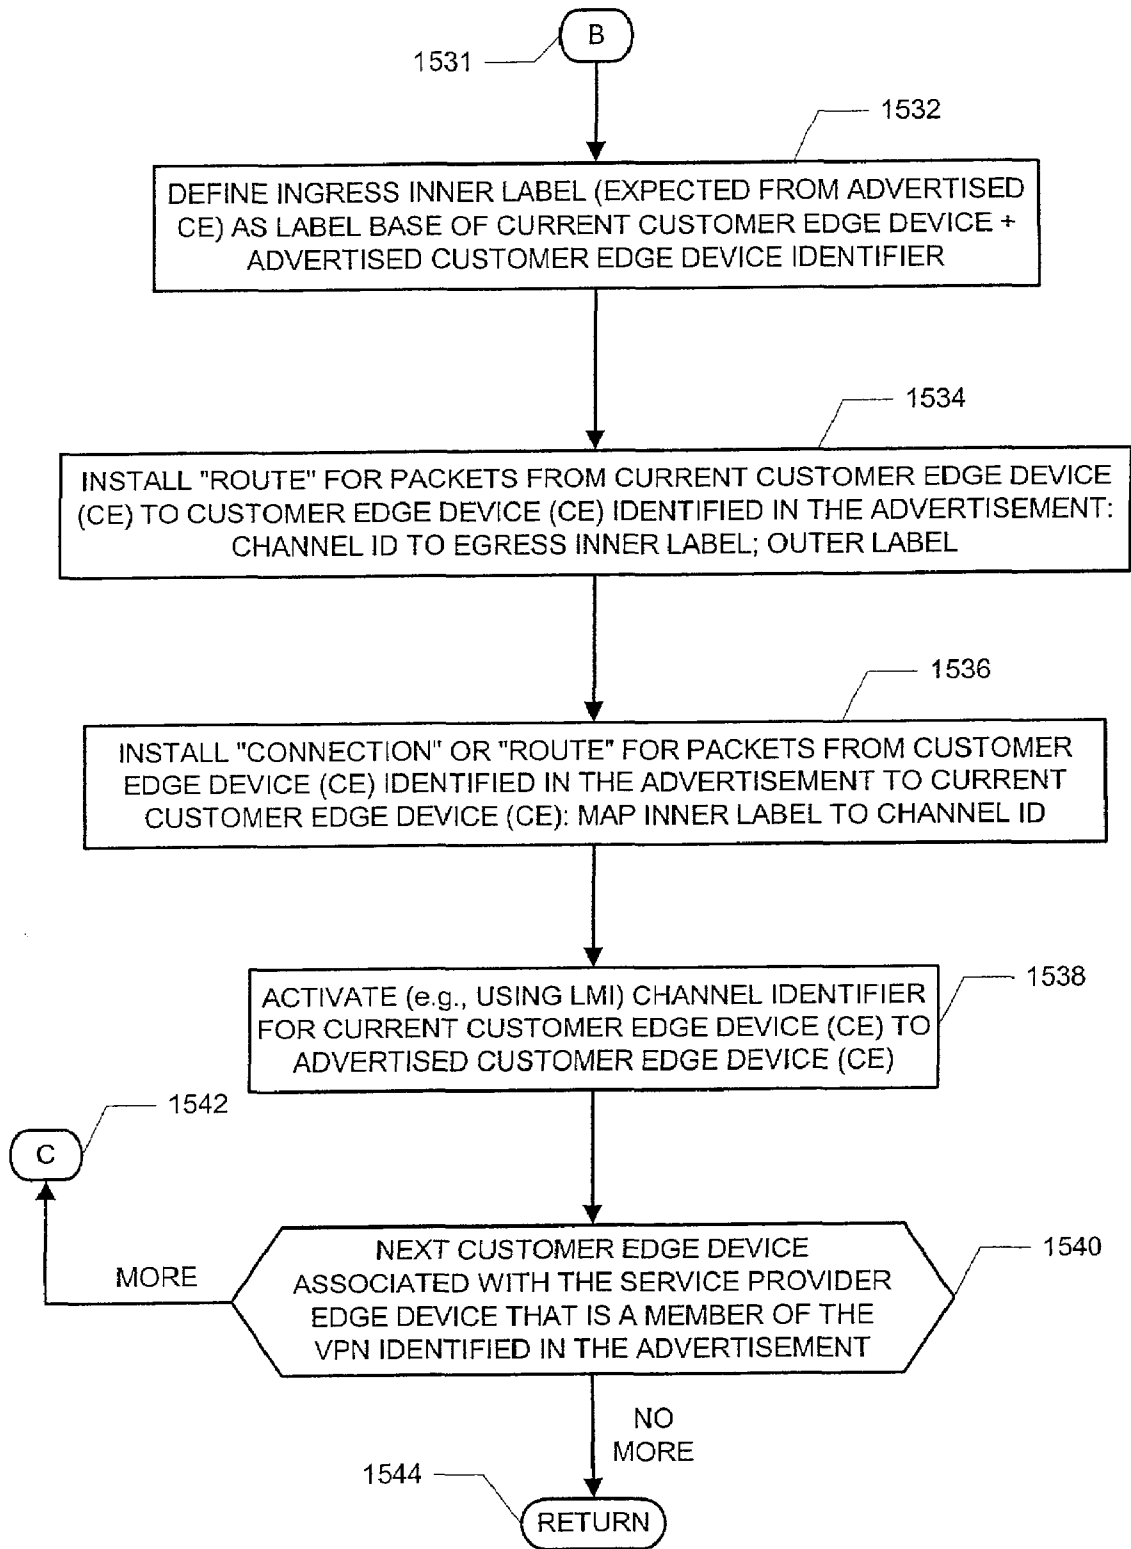 B
1531
1532
DEFINE INGRESS INNER LABEL (EXPECTED FROM ADVERTISED
CE) AS LABEL BASE OF CURRENT CUSTOMER EDGE DEVICE +
ADVERTISED CUSTOMER EDGE DEVICE IDENTIFIER
1534
INSTALL "ROUTE" FOR PACKETS FROM CURRENT CUSTOMER EDGE DEVICE
(CE) TO CUSTOMER EDGE DEVICE (CE) IDENTIFIED IN THE ADVERTISEMENT:
CHANNEL ID TO EGRESS INNER LABEL; OUTER LABEL
1536
INSTALL "CONNECTION" OR "ROUTE" FOR PACKETS FROM CUSTOMER
EDGE DEVICE (CE) IDENTIFIED IN THE ADVERTISEMENT TO CURRENT
CUSTOMER EDGE DEVICE (CE): MAP INNER LABEL TO CHANNEL ID
1538
ACTIVATE (e.g., USING LMI) CHANNEL IDENTIFIER
FOR CURRENT CUSTOMER EDGE DEVICE (CE) TO
ADVERTISED CUSTOMER EDGE DEVICE (CE)
1542
C
MORE
1540
NEXT CUSTOMER EDGE DEVICE
ASSOCIATED WITH THE SERVICE PROVIDER
EDGE DEVICE THAT IS A MEMBER OF THE
VPN IDENTIFIED IN THE ADVERTISEMENT
NO
MORE
1544
RETURN